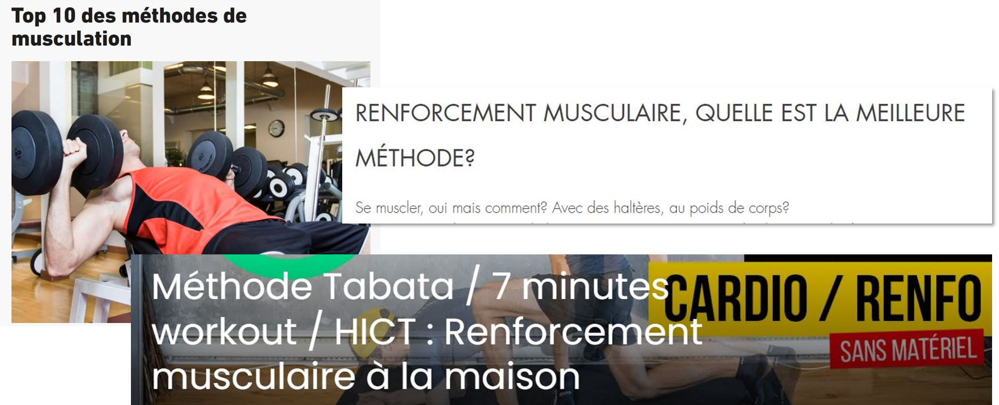 Top 10 des méthodes de
musculation
RENFORCEMENT MUSCULAIRE, QUELLE EST LA MEILLEURE
MÉTHODE?
Se muscler, oui mais comment? Avec des haltères, au poids de corps?
Méthode Tabata / 7 minutes
workout / HICT : Renforcement
musculaire à la maison
CARDIO / RENFO
SANS MATÉRIEL